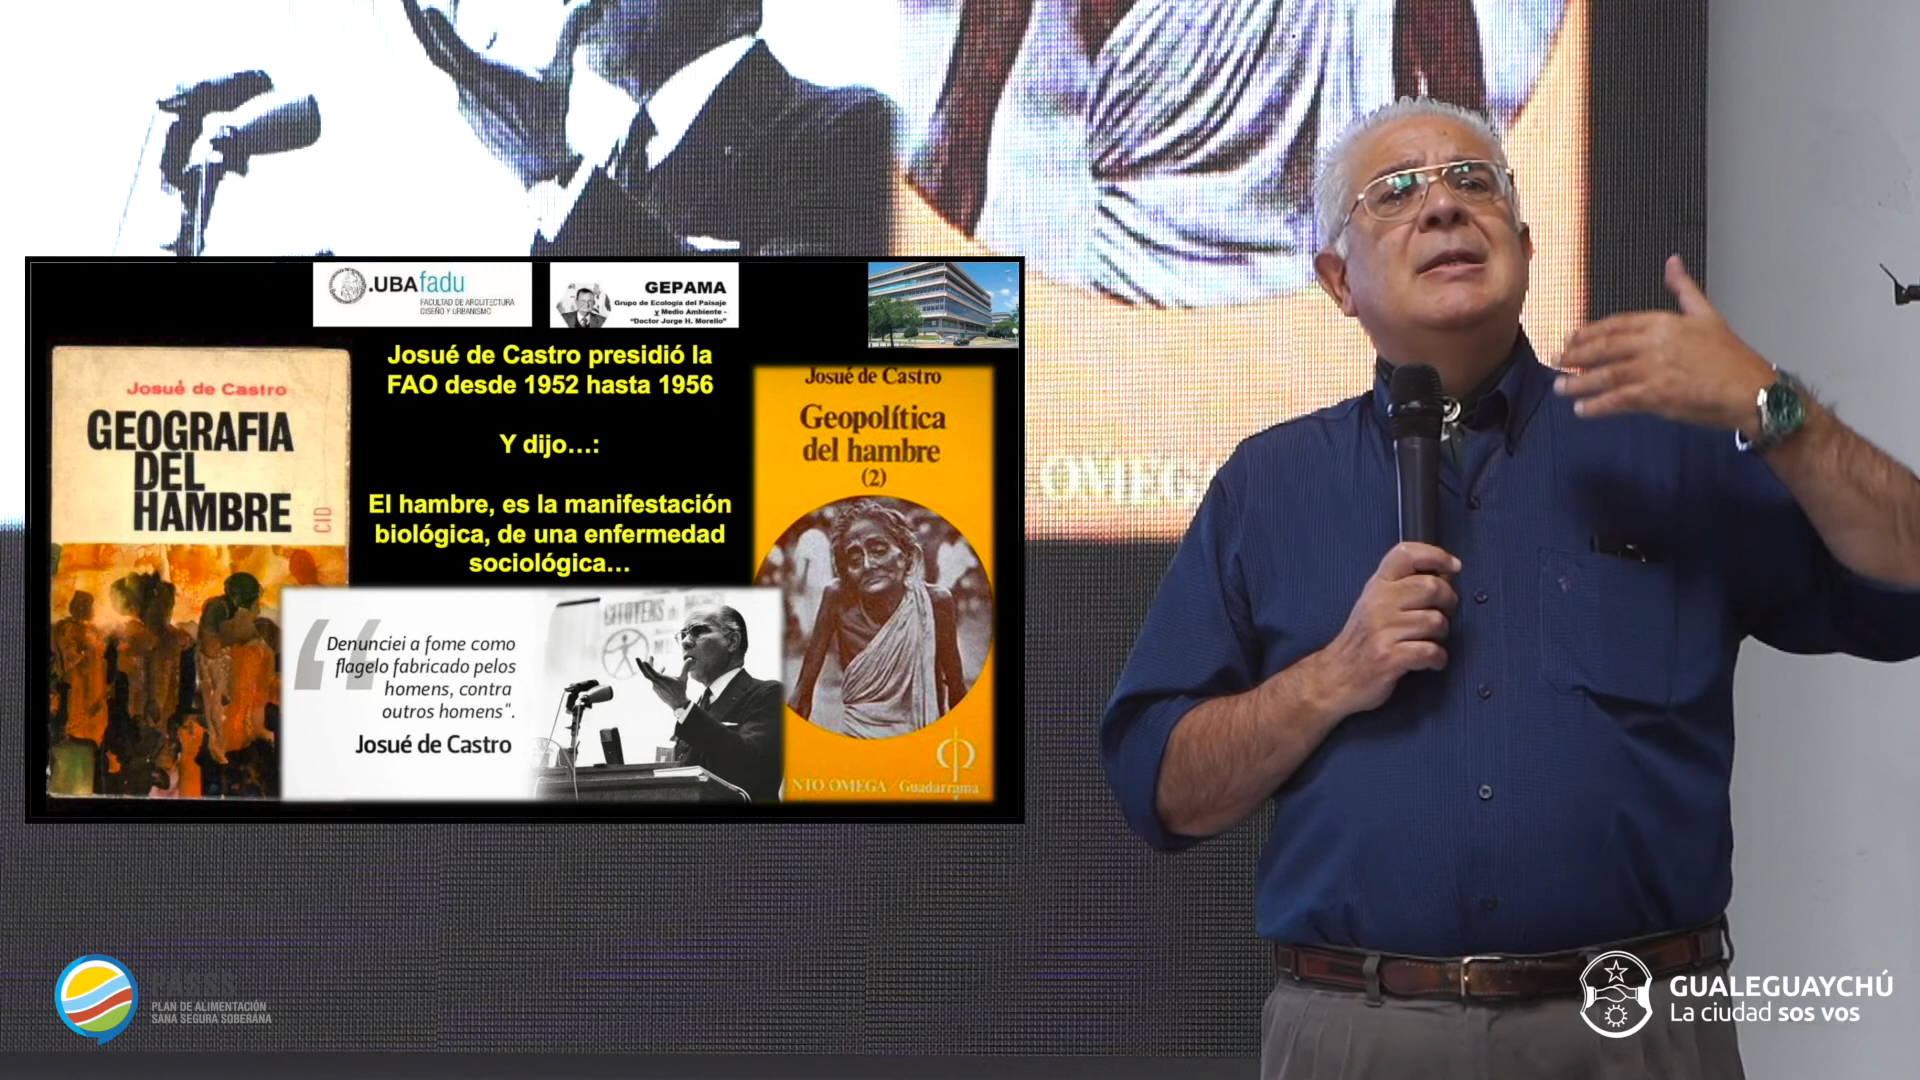 .UBAfadu
FACULTAD DE ARQUITECTURA
DISEÑO Y URBANISMO
GEPAMA
Grupo de Ecología del Paisaje
y Medio Ambiente -
"Doctor Jorge H. Morello"
Josué de Castro presidió la
FAO desde 1952 hasta 1956
Y dijo...:
El hambre, es la manifestación
biológica, de una enfermedad
sociológica...
Josué de Castro
GEOGRAFIA
DEL
HAMBRE
CID
Josué de Castro
Geopolítica
del hambre
(2)
NTO OMEGA / Guadarrama
"Denunciei a fome como
flagelo fabricado pelos
homens, contra
outros homens".
Josué de Castro
CITOYENS
OMEGA
PASSS
PLAN DE ALIMENTACIÓN
SANA SEGURA SOBERANA
GUALEGUAYCHÚ
La ciudad sos vos